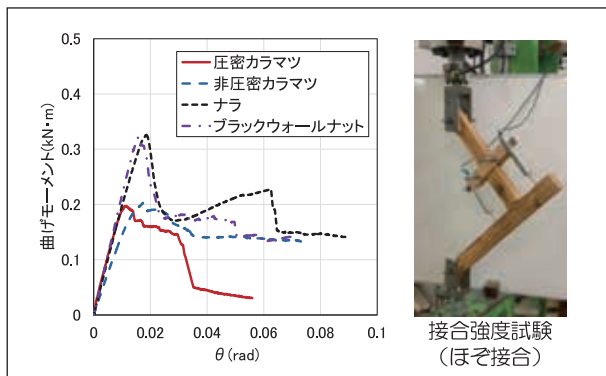 0.5
0.4
0.3
0.2
0.1
0
曲げモーメント(kN・m)
圧密カラマツ
非圧密カラマツ
ナラ
ブラックウォールナット
0 0.02 0.04 0.06 0.08 0.1
θ(rad)
接合強度試験
(ほぞ接合)